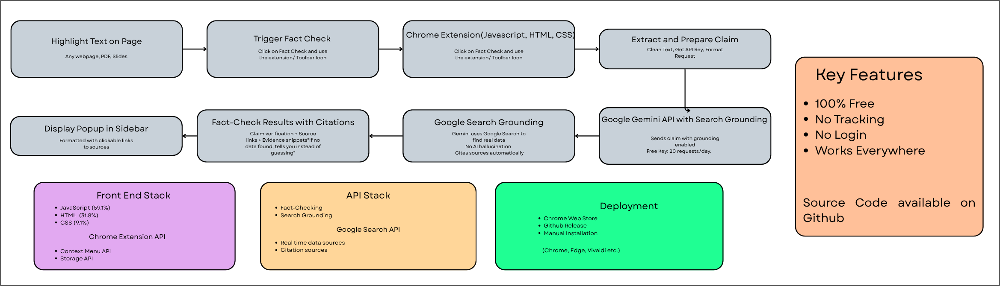 Highlight Text on Page
Any webpage, PDF, Slides
Trigger Fact Check
Click on Fact Check and use
the extension/ Toolbar Icon
Chrome Extension(Javascript, HTML, CSS)
Click on Fact Check and use
the extension/ Toolbar Icon
Extract and Prepare Claim
Clean Text, Get API Key, Format
Request
Google Gemini API with Search Grounding
Sends claim with grounding
enabled
Free Key: 20 requests/day.
Google Search Grounding
Gemini uses Google Search to
find real data
No AI hallucination
Cites sources automatically
Fact-Check Results with Citations
Claim verification + Source
links + Evidence snippets"If no
data found, tells you instead of
guessing"
Display Popup in Sidebar
Formatted with clickable links
to sources
Key Features
• 100% Free
• No Tracking
• No Login
• Works Everywhere
Source Code available on
Github
Front End Stack
• JavaScript (59.1%)
• HTML (31.8%)
• CSS (9.1%)
Chrome Extension API
• Context Menu API
• Storage API
API Stack
• Fact-Checking
• Search Grounding
Google Search API
• Real time data sources
• Citation sources
Deployment
• Chrome Web Store
• Github Release
• Manual Installation
(Chrome, Edge, Vivaldi etc.)